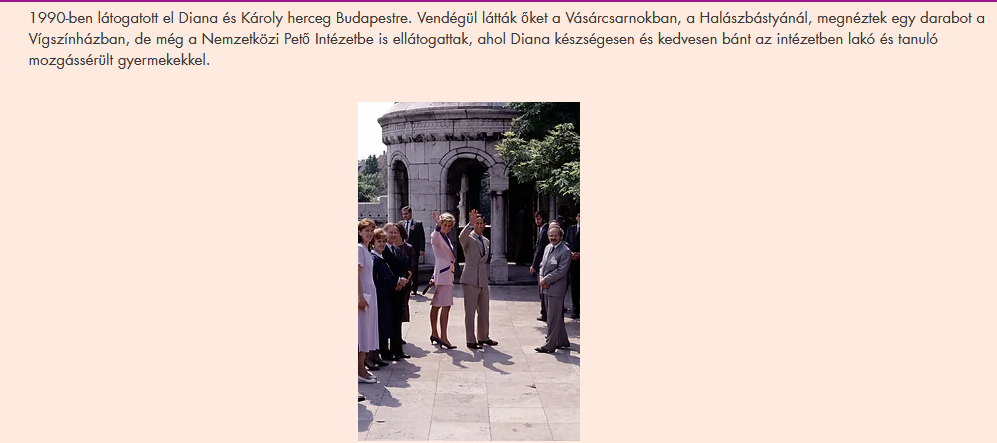 1990-ben látogatott el Diana és Károly herceg Budapestre. Vendégül látták őket a Vásárcsarnokban, a Halászbástyánál, megnéztek egy darabot a
Vígszínházban, de még a Nemzetközi Pető Intézetbe is ellátogattak, ahol Diana készségesen és kedvesen bánt az intézetben lakó és tanuló
mozgássérült gyermekekkel.